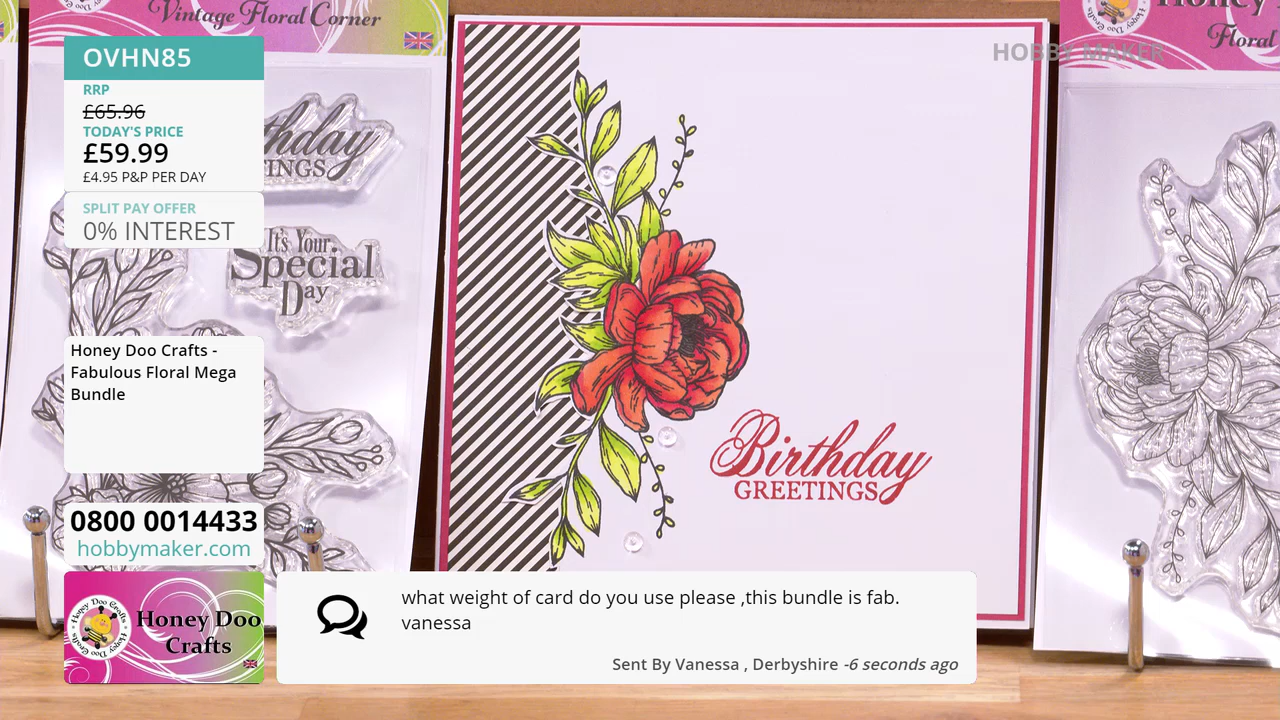 Vintage Floral Corner
HOBBY MAKER
OVHN85
RRP
£65.96
TODAY'S PRICE
£59.99
£4.95 P&P PER DAY
SPLIT PAY OFFER
0% INTEREST
It's Your
Special
Day
Honey Doo Crafts -
Fabulous Floral Mega
Bundle
Birthday
GREETINGS
0800 0014433
hobbymaker.com
Honey Doo
Crafts
what weight of card do you use please ,this bundle is fab.
vanessa
Sent By Vanessa , Derbyshire -6 seconds ago
Floral